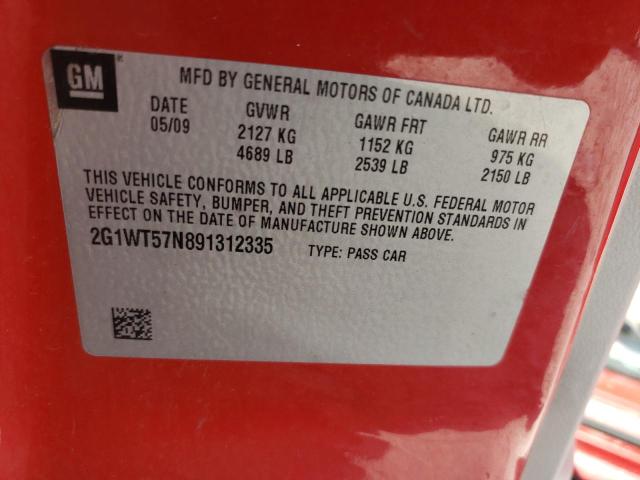 GM
MFD BY GENERAL MOTORS OF CANADA LTD.
DATE GVWR GAWR FRT GAWR RR
05/09 2127 KG 1152 KG 975 KG
4689 LB 2539 LB 2150 LB
THIS VEHICLE CONFORMS TO ALL APPLICABLE U.S. FEDERAL MOTOR
VEHICLE SAFETY, BUMPER, AND THEFT PREVENTION STANDARDS IN
EFFECT ON THE DATE OF MANUFACTURE SHOWN ABOVE.
2G1WT57N891312335 TYPE: PASS CAR